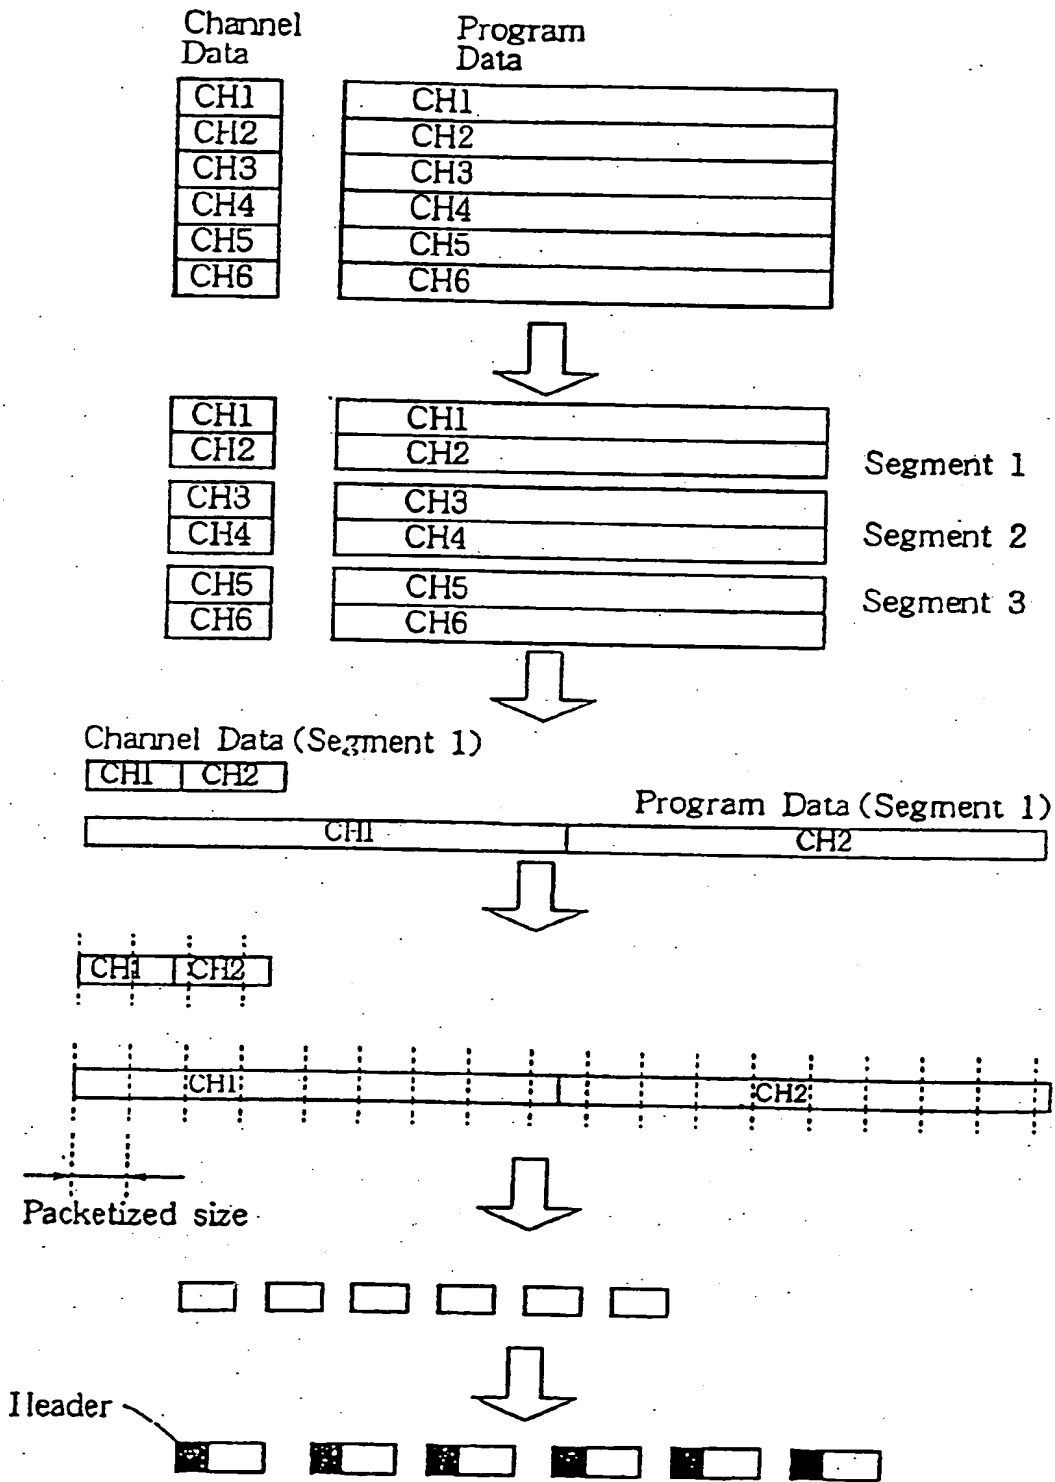 Channel
Data
Program
Data
CH1
CH1
CH2
CH2
CH3
CH3
CH4
CH4
CH5
CH5
CH6
CH6
CH1
CH1
CH2
CH2
Segment 1
CH3
CH3
CH4
CH4
Segment 2
CH5
CH5
CH6
CH6
Segment 3
Channel Data (Segment 1)
CH1 CH2
Program Data (Segment 1)
CH1 CH2
CH1 CH2
CH1 CH2
Packetized size
Header